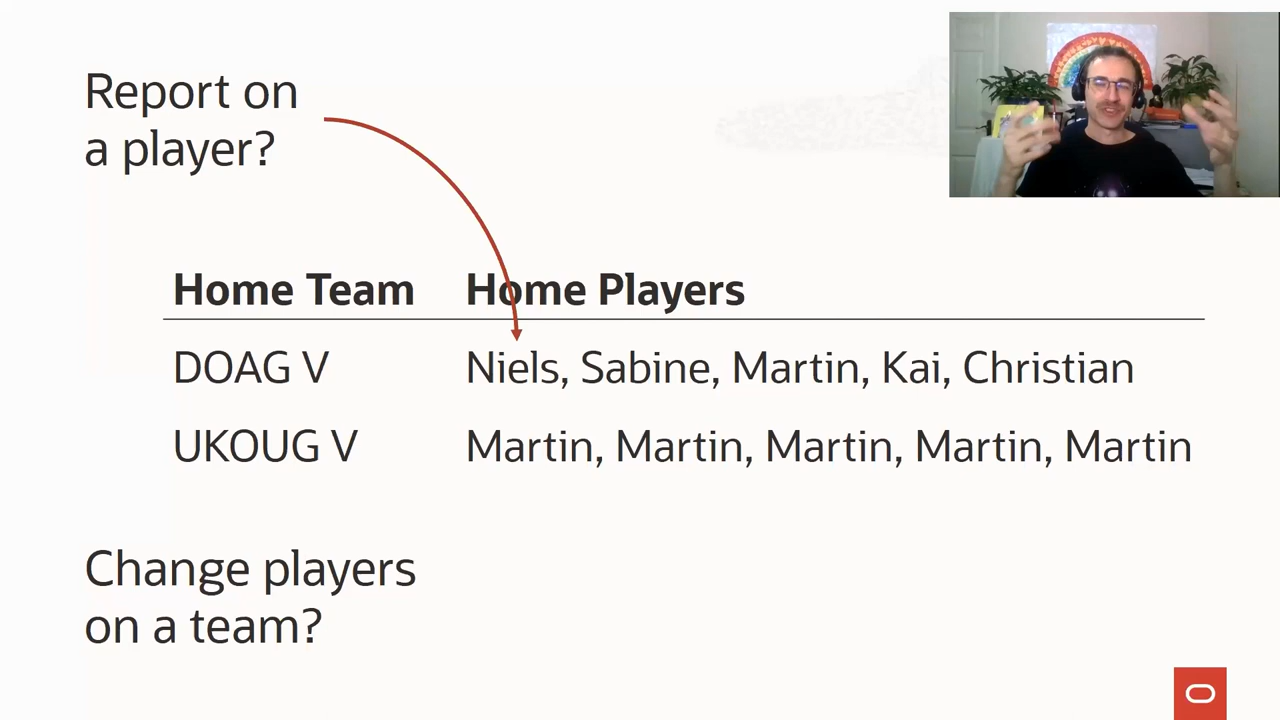 Report on
a player?
Home Team Home Players
DOAG V Niels, Sabine, Martin, Kai, Christian
UKOUG V Martin, Martin, Martin, Martin, Martin
Change players
on a team?